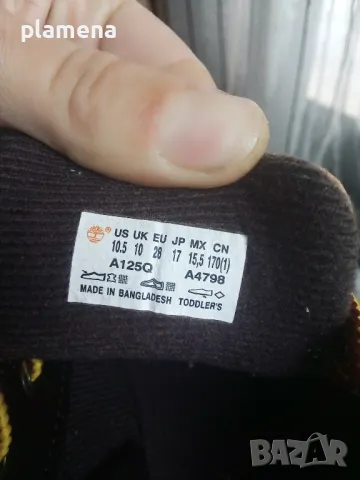 plamena
US UK EU JP MX CN
10.5 10 28 17 15,5 170(1)
A125Q A4798
MADE IN BANGLADESH TODDLER'S
BAZAR